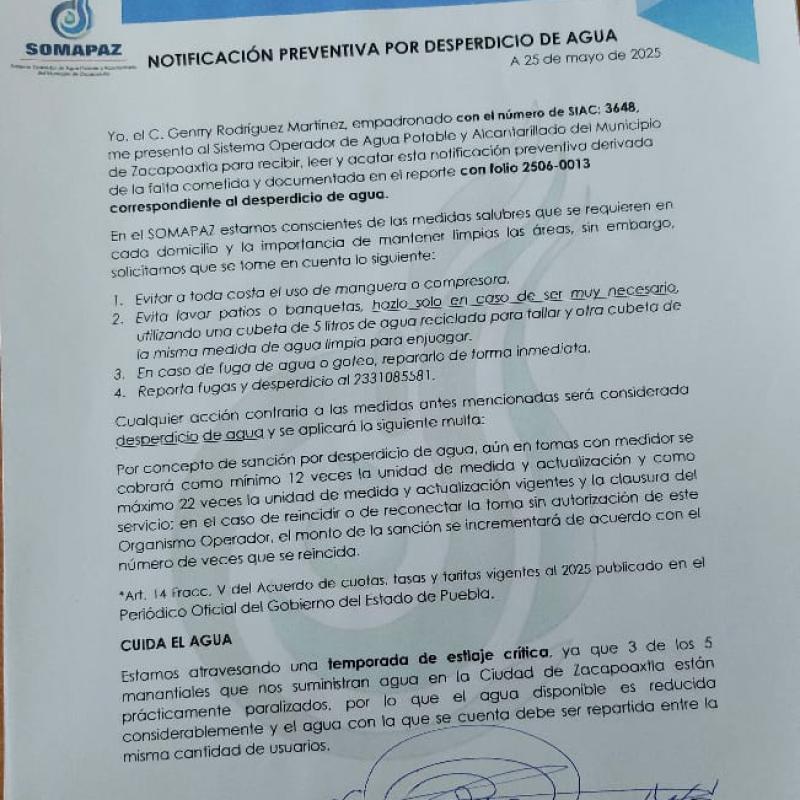 SOMAPAZ
NOTIFICACIÓN PREVENTIVA POR DESPERDICIO DE AGUA
A 25 de mayo de 2025
Yo, el C. Genrry Rodríguez Martínez, empadronado con el número de SIAC: 3648,
me presento al Sistema Operador de Agua Potable y Alcantarillado del Municipio
de Zacapoaxtla para recibir, leer y acatar esta notificación preventiva derivada
de la falta cometida y documentada en el reporte con folio 2506-0013
correspondiente al desperdicio de agua.
En el SOMAPAZ estamos conscientes de las medidas salubres que se requieren en
cada domicilio y la importancia de mantener limpias las áreas, sin embargo,
solicitamos que se tome en cuenta lo siguiente:
1. Evitar a toda costa el uso de manguera o compresora.
2. Evita lavar patios o banquetas, hazlo solo en caso de ser muy necesario,
utilizando una cubeta de 5 litros de agua reciclada para tallar y otra cubeta de
la misma medida de agua limpia para enjuagar.
3. En caso de fuga de agua o goteo, repararlo de forma inmediata.
4. Reporta fugas y desperdicio al 2331085581.
Cualquier acción contraria a las medidas antes mencionadas será considerada
desperdicio de agua y se aplicará la siguiente multa:
Por concepto de sanción por desperdicio de agua, aún en tomas con medidor se
cobrará como mínimo 12 veces la unidad de medida y actualización y como
máximo 22 veces la unidad de medida y actualización vigentes y la clausura del
servicio; en el caso de reincidir o de reconectar la toma sin autorización de este
Organismo Operador, el monto de la sanción se incrementará de acuerdo con el
número de veces que se reincida.
*Art. 14 Fracc. V del Acuerdo de cuotas, tasas y tarifas vigentes al 2025 publicado en el
Periódico Oficial del Gobierno del Estado de Puebla.
CUIDA EL AGUA
Estamos atravesando una temporada de estiaje crítica, ya que 3 de los 5
manantiales que nos suministran agua en la Ciudad de Zacapoaxtla están
prácticamente paralizados, por lo que el agua disponible es reducida
considerablemente y el agua con la que se cuenta debe ser repartida entre la
misma cantidad de usuarios.